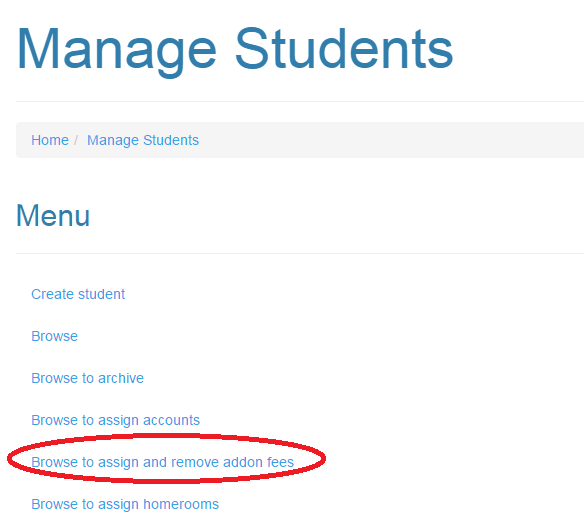 Manage Students
Home / Manage Students
Menu
Create student
Browse
Browse to archive
Browse to assign accounts
Browse to assign and remove addon fees
Browse to assign homerooms